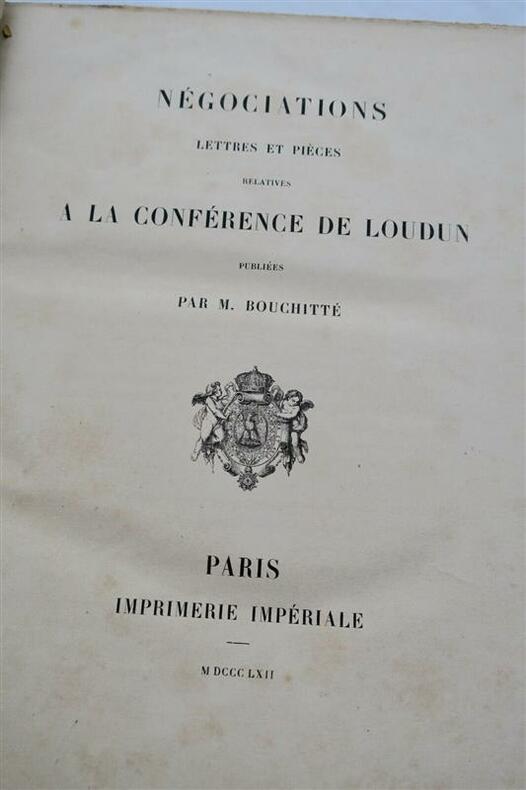 NÉGOCIATIONS
LETTRES ET PIÈCES
RELATIVES
A LA CONFÉRENCE DE LOUDUN
PUBLIÉES
PAR M. BOUCHITTÉ
PARIS
IMPRIMERIE IMPÉRIALE
M DCCC LXII